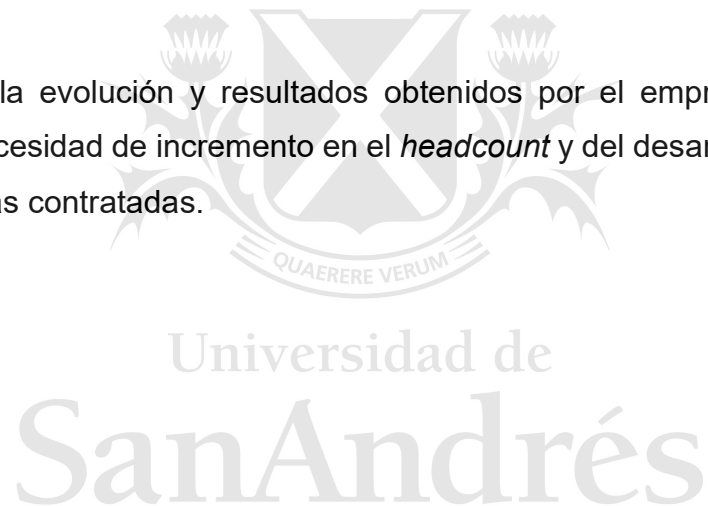 la evolución y resultados obtenidos por el empr
cesidad de incremento en el headcount y del desar
as contratadas.
QUAERERE VERUM
Universidad de
SanAndrés